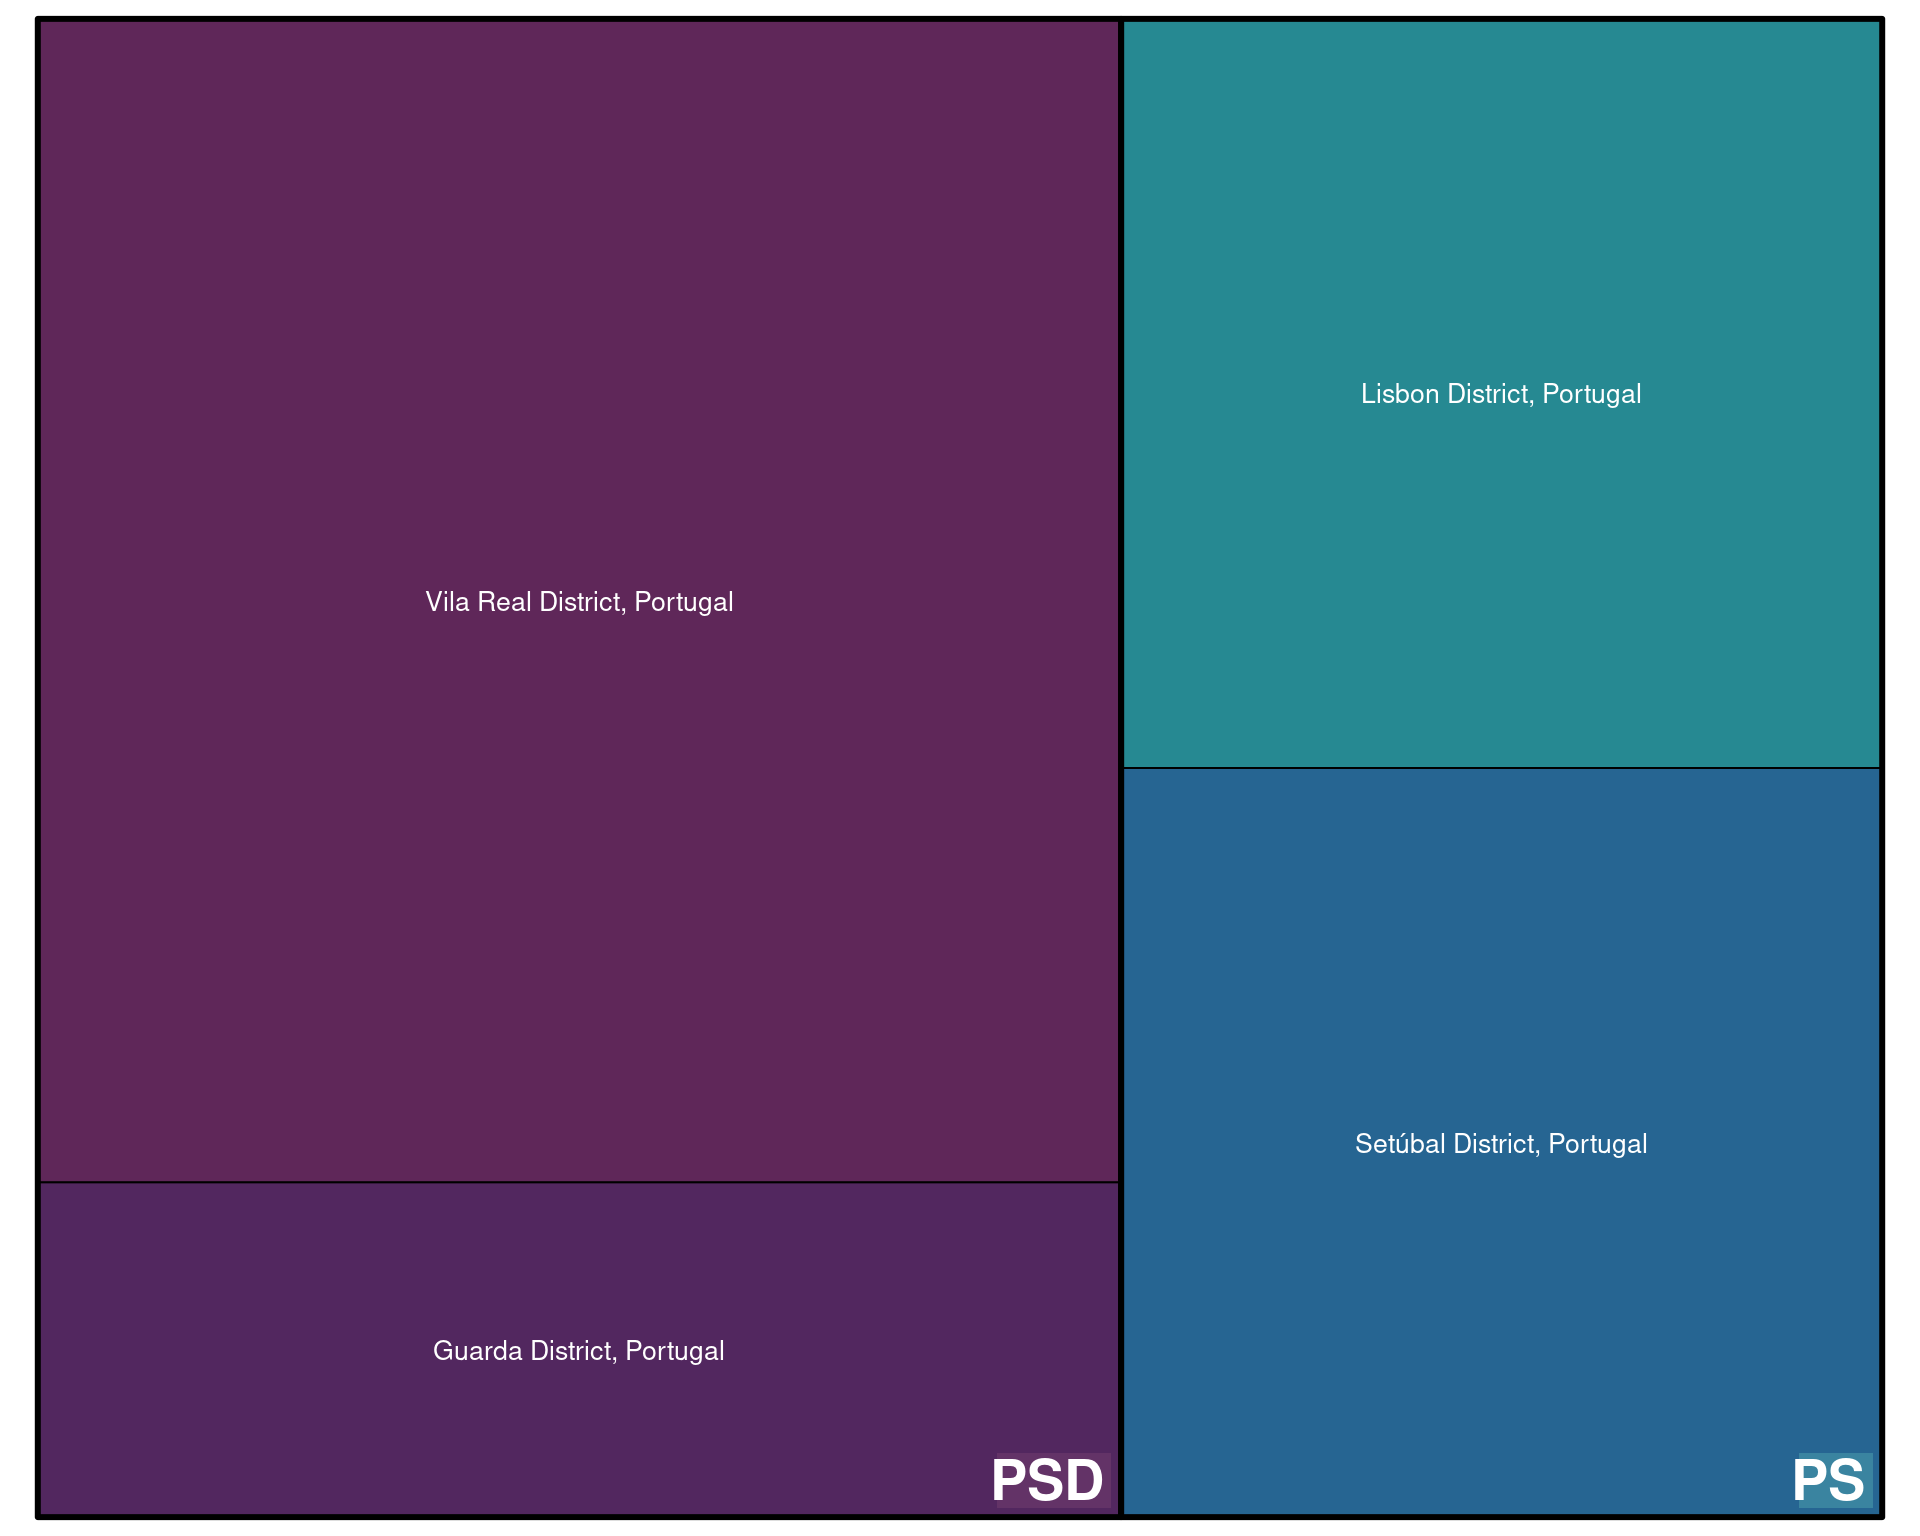 Vila Real District, Portugal
Guarda District, Portugal
PSD
Lisbon District, Portugal
Setúbal District, Portugal
PS